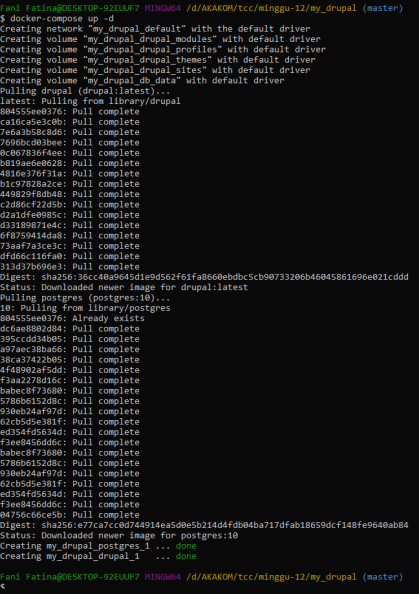 Fani Fatina@DESKTOP-92EUUF7 MINGW64 /d/AKAKOM/tcc/minggu-12/my_drupal (master)
$ docker-compose up -d
Creating network "my_drupal_default" with the default driver
Creating volume "my_drupal_drupal_modules" with default driver
Creating volume "my_drupal_drupal_profiles" with default driver
Creating volume "my_drupal_drupal_themes" with default driver
Creating volume "my_drupal_drupal_sites" with default driver
Creating volume "my_drupal_db_data" with default driver
Pulling drupal (drupal:latest)...
latest: Pulling from library/drupal
804555ee0376: Pull complete
ca16ca5e3c0b: Pull complete
7e6a3b58c8d6: Pull complete
7696bcd03bee: Pull complete
0c067836f4ee: Pull complete
b819ae6e0628: Pull complete
4816e376f31a: Pull complete
b1c97828a2ce: Pull complete
449829f8db48: Pull complete
c2d86cf22d5b: Pull complete
d2a1dfe0985c: Pull complete
d33189871e4c: Pull complete
6f8759414da8: Pull complete
73aaf7a3ce3c: Pull complete
dfd66c116fa0: Pull complete
313d37b696e3: Pull complete
Digest: sha256:36cc40a9645d1e9d562f61fa8660ebdbc5cb90733206b46045861696e021cddd
Status: Downloaded newer image for drupal:latest
Pulling postgres (postgres:10)...
10: Pulling from library/postgres
804555ee0376: Already exists
dc6ae8802d84: Pull complete
395ccdd34b05: Pull complete
a97aec38ba66: Pull complete
38ca37422b05: Pull complete
4f48902af5dd: Pull complete
f3aa2278d16c: Pull complete
babec8f73680: Pull complete
5786b6152d8c: Pull complete
930eb24af97d: Pull complete
62cb5d5e381f: Pull complete
ed354fd5634d: Pull complete
f3ee8456dd6c: Pull complete
babec8f73680: Pull complete
5786b6152d8c: Pull complete
930eb24af97d: Pull complete
62cb5d5e381f: Pull complete
ed354fd5634d: Pull complete
f3ee8456dd6c: Pull complete
04756c66ce5b: Pull complete
Digest: sha256:e77ca7cc0d744914ea5d0e5b214d4fdb04ba717dfab18659dcf148fe9640ab84
Status: Downloaded newer image for postgres:10
Creating my_drupal_postgres_1 ... done
Creating my_drupal_drupal_1 ... done
Fani Fatina@DESKTOP-92EUUF7 MINGW64 /d/AKAKOM/tcc/minggu-12/my_drupal (master)